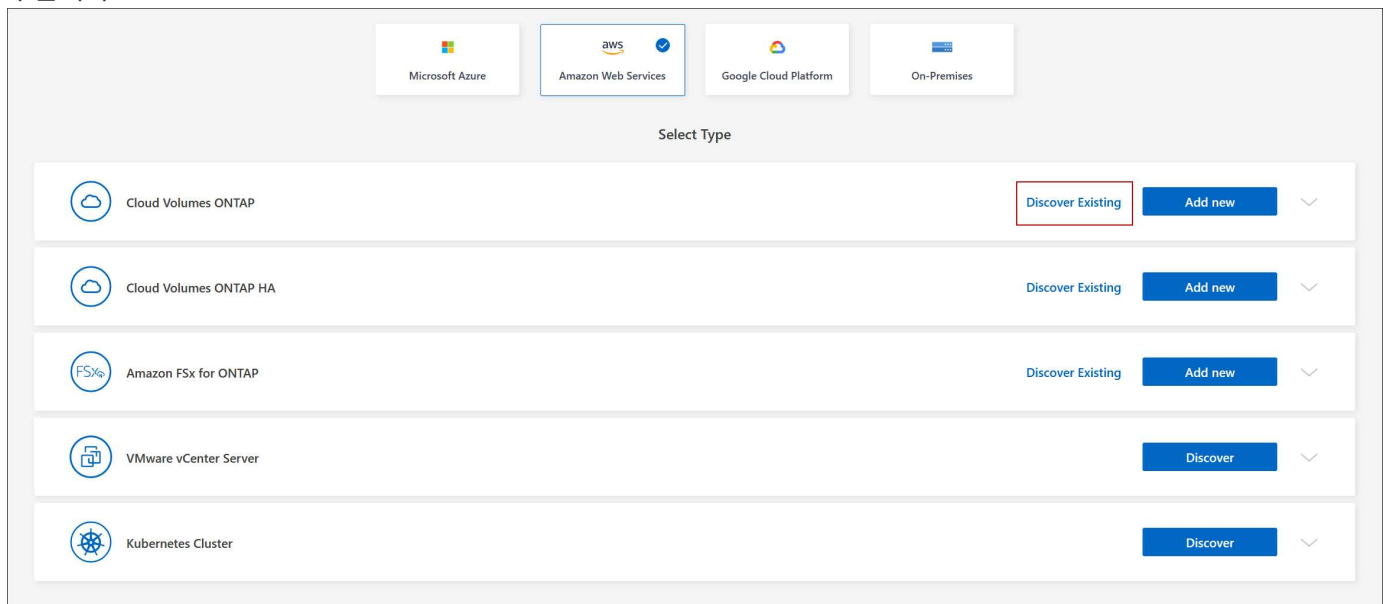 aws
Microsoft Azure
Amazon Web Services
Google Cloud Platform
On-Premises
Select Type
Cloud Volumes ONTAP
Discover Existing
Add new
Cloud Volumes ONTAP HA
Discover Existing
Add new
FSx
Amazon FSx for ONTAP
Discover Existing
Add new
VMware vCenter Server
Discover
Kubernetes Cluster
Discover